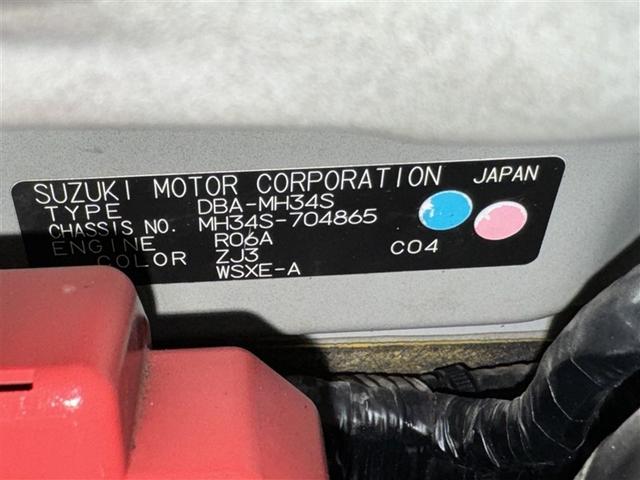 SUZUKI MOTOR CORPORATION JAPAN
TYPE DBA-MH34S
CHASSIS NO. MH34S-704865
ENGINE R06A C04
COLOR ZJ3
WSXE-A